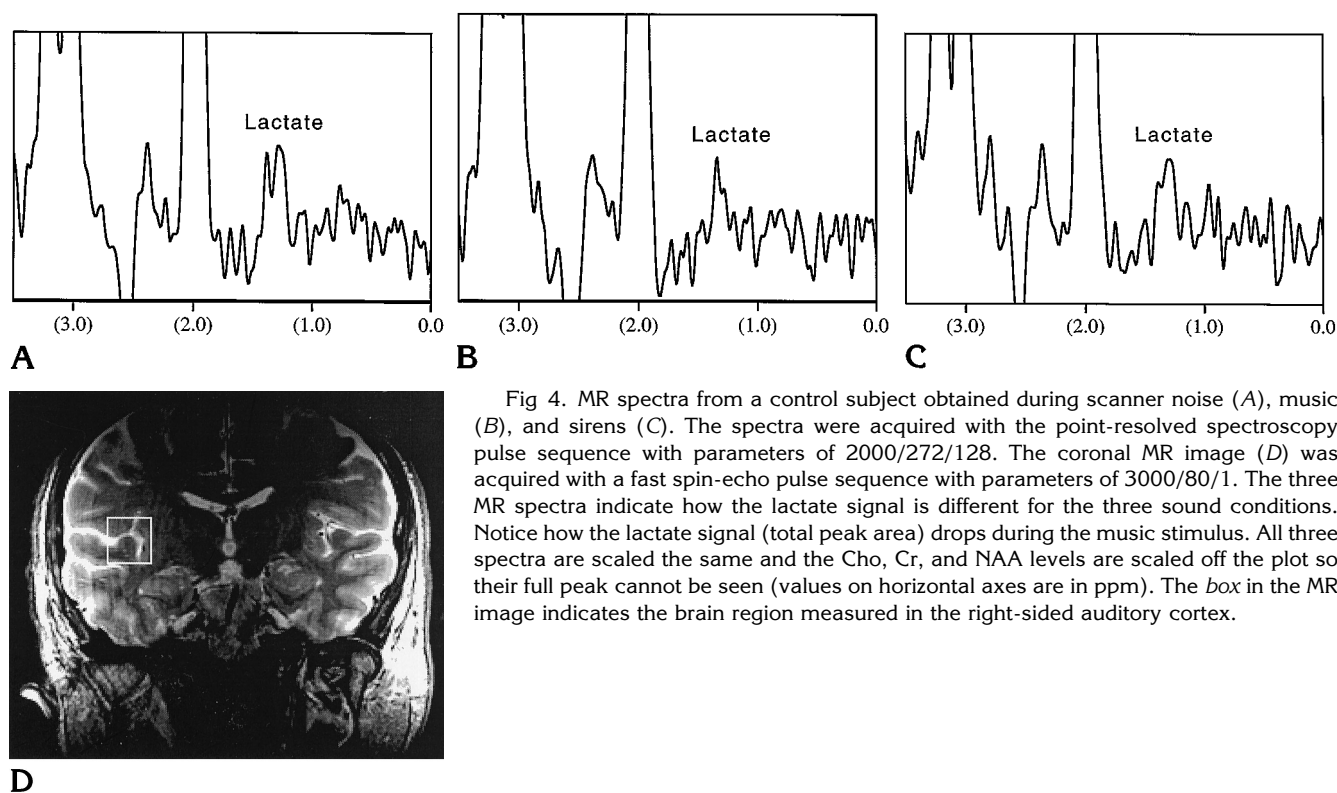 Lactate
(3.0) (2.0) (1.0) 0.0
A
Lactate
(3.0) (2.0) (1.0) 0.0
B
Lactate
(3.0) (2.0) (1.0) 0.0
C
D
Fig 4. MR spectra from a control subject obtained during scanner noise (A), music
(B), and sirens (C). The spectra were acquired with the point-resolved spectroscopy
pulse sequence with parameters of 2000/272/128. The coronal MR image (D) was
acquired with a fast spin-echo pulse sequence with parameters of 3000/80/1. The three
MR spectra indicate how the lactate signal is different for the three sound conditions.
Notice how the lactate signal (total peak area) drops during the music stimulus. All three
spectra are scaled the same and the Cho, Cr, and NAA levels are scaled off the plot so
their full peak cannot be seen (values on horizontal axes are in ppm). The box in the MR
image indicates the brain region measured in the right-sided auditory cortex.